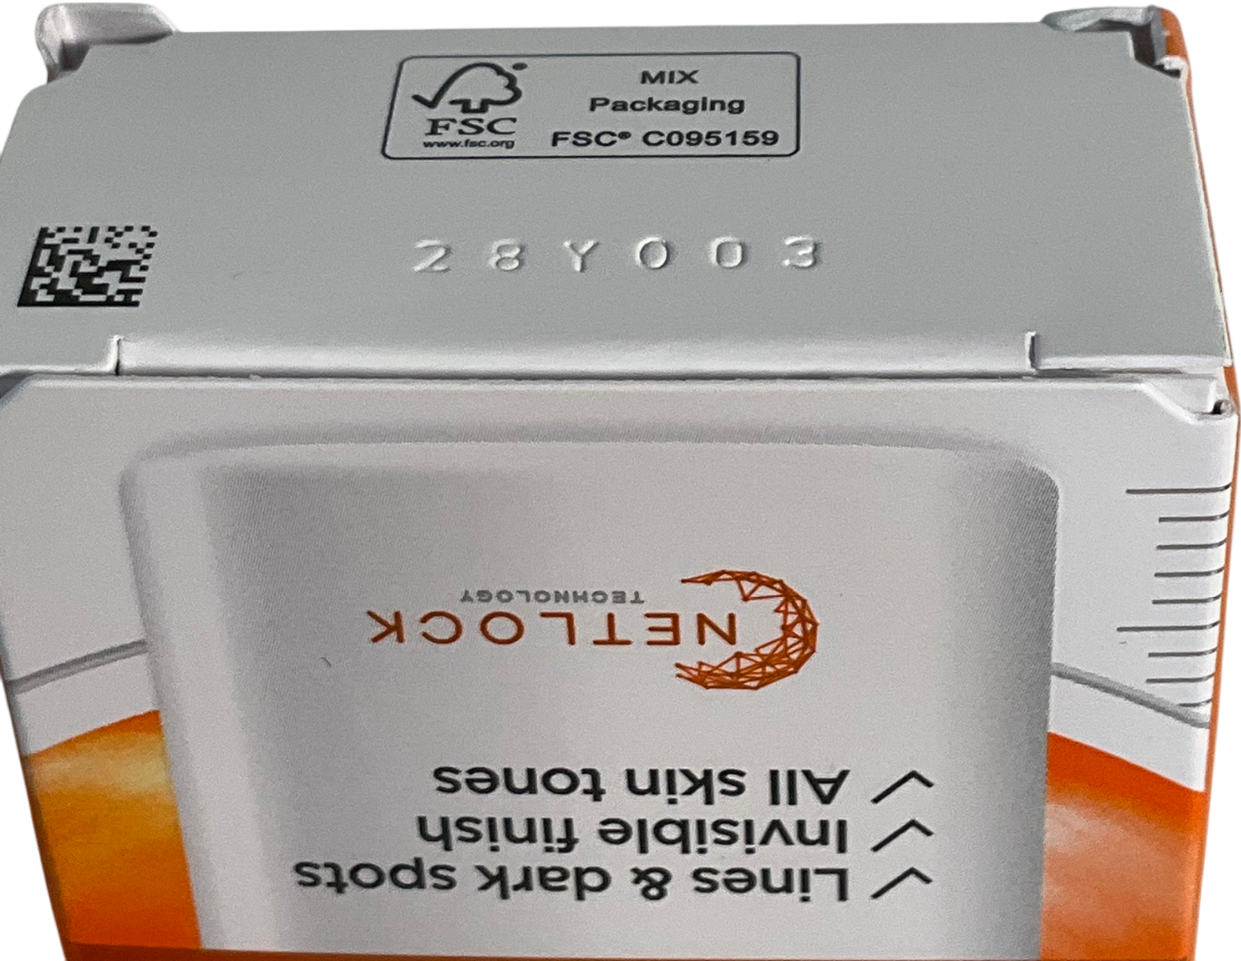 MIX
Packaging
FSC® C095159
FSC
www.fsc.org
28Y003
Lines & dark spots
Invisible finish
All skin tones
NETLOCK
TECHNOLOGY